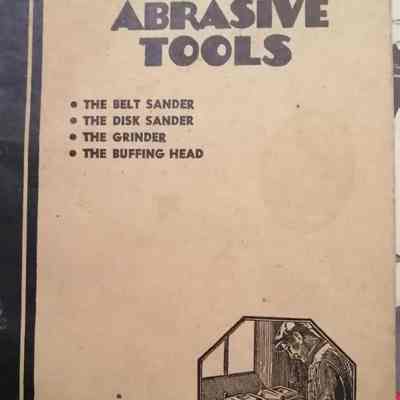 ABRASIVE
TOOLS
• THE BELT SANDER
• THE DISK SANDER
• THE GRINDER
• THE BUFFING HEAD